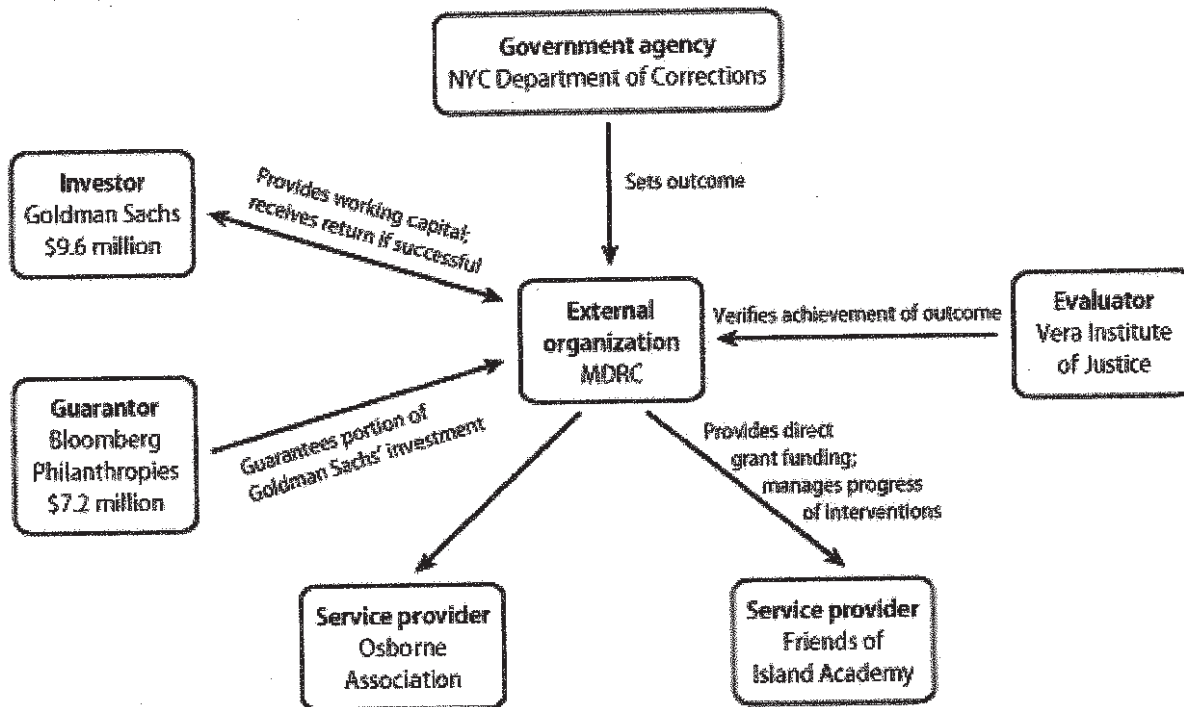 Government agency
NYC Department of Corrections
Sets outcome
Investor
Goldman Sachs
$9.6 million
Provides working capital;
receives return if successful
External
organization
MDRC
Verifies achievement of outcome
Evaluator
Vera Institute
of Justice
Guarantor
Bloomberg
Philanthropies
$7.2 million
Guarantees portion of
Goldman Sachs' investment
Provides direct
grant funding;
manages progress
of interventions
Service provider
Osborne
Association
Service provider
Friends of
Island Academy